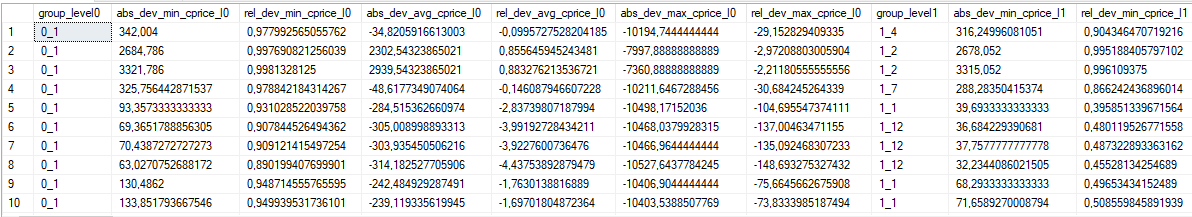 group_level0 abs_dev_min_cprice_l0 rel_dev_min_cprice_l0 abs_dev_avg_cprice_l0 rel_dev_avg_cprice_l0 abs_dev_max_cprice_l0 rel_dev_max_cprice_l0 group_level1 abs_dev_min_cprice_l1 rel_dev_min_cprice_l1
1 0_1 342,004 0,977992565055762 -34,8205916613003 -0,0995727528204185 -10194,7444444444 -29,152829409335 1_4 316,24996081051 0,904346470719216
2 0_1 2684,786 0,997690821256039 2302,54323865021 0,855645945243481 -7997,88888888889 -2,97208803005904 1_2 2678,052 0,995188405797102
3 0_1 3321,786 0,9981328125 2939,54323865021 0,883276213536721 -7360,88888888889 -2,21180555555556 1_2 3315,052 0,996109375
4 0_1 325,756442871537 0,978842184314267 -48,6177349074064 -0,146087946607228 -10211,6467288456 -30,684245264339 1_7 288,28350415374 0,866242436896014
5 0_1 93,3573333333333 0,931028522039758 -284,515362660974 -2,83739807187994 -10498,17152036 -104,695547374111 1_1 39,6933333333333 0,395851339671564
6 0_1 69,3651788856305 0,907844526494362 -305,008998893313 -3,99192728434211 -10468,0379928315 -137,00463471155 1_12 36,684229390681 0,480119526771558
7 0_1 70,4387272727273 0,909121415497254 -303,935450506216 -3,9227600736476 -10466,9644444444 -135,092468307233 1_12 37,7577777777778 0,487322893363162
8 0_1 63,0270752688172 0,890199407699901 -314,182527705906 -4,43753892879479 -10527,6437784245 -148,693275327432 1_12 32,2344086021505 0,45528134254689
9 0_1 130,4862 0,948714555765595 -242,484929287491 -1,7630138816889 -10406,9044444444 -75,6645662675908 1_1 68,2933333333333 0,49653434152489
10 0_1 133,851793667546 0,949939531736101 -239,119335619945 -1,69701804872364 -10403,5388507769 -73,8333985187494 1_1 71,6589270008794 0,508559845891939